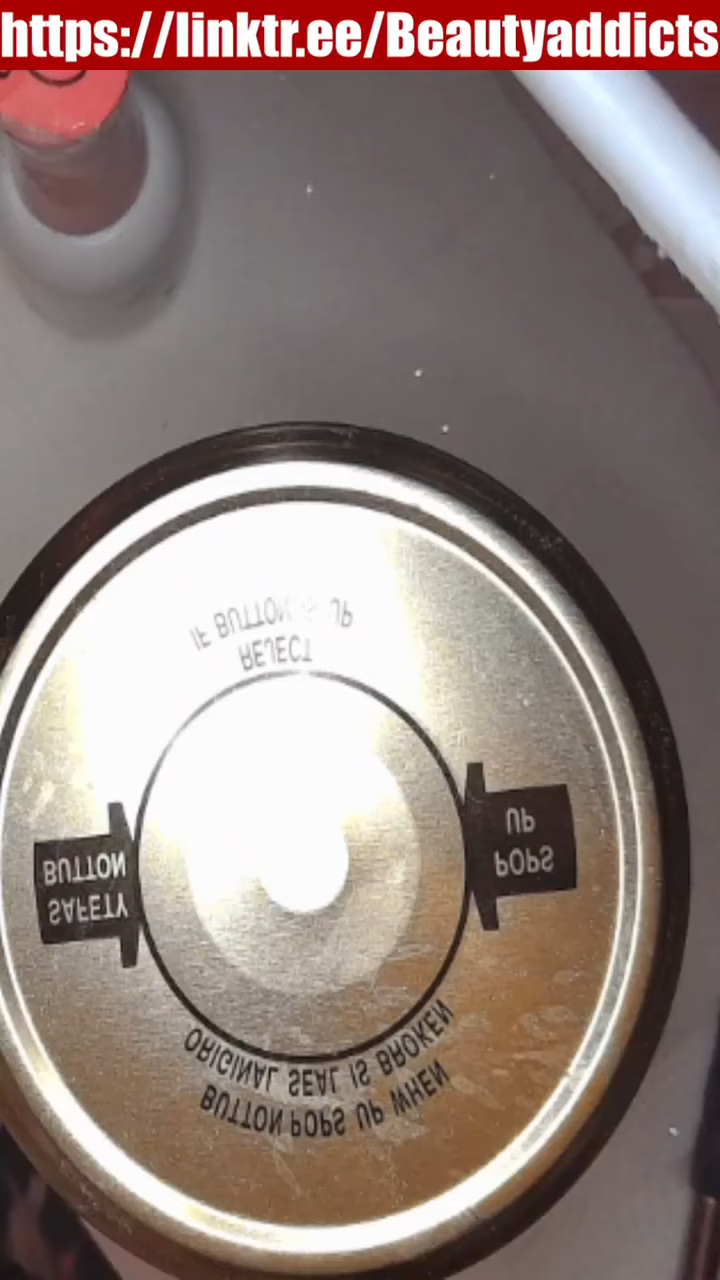 https://linktr.ee/Beautyaddicts
REJECT
IF BUTTON IS UP
SAFETY
BUTTON
POPS
UP
BUTTON POPS UP WHEN
ORIGINAL SEAL IS BROKEN